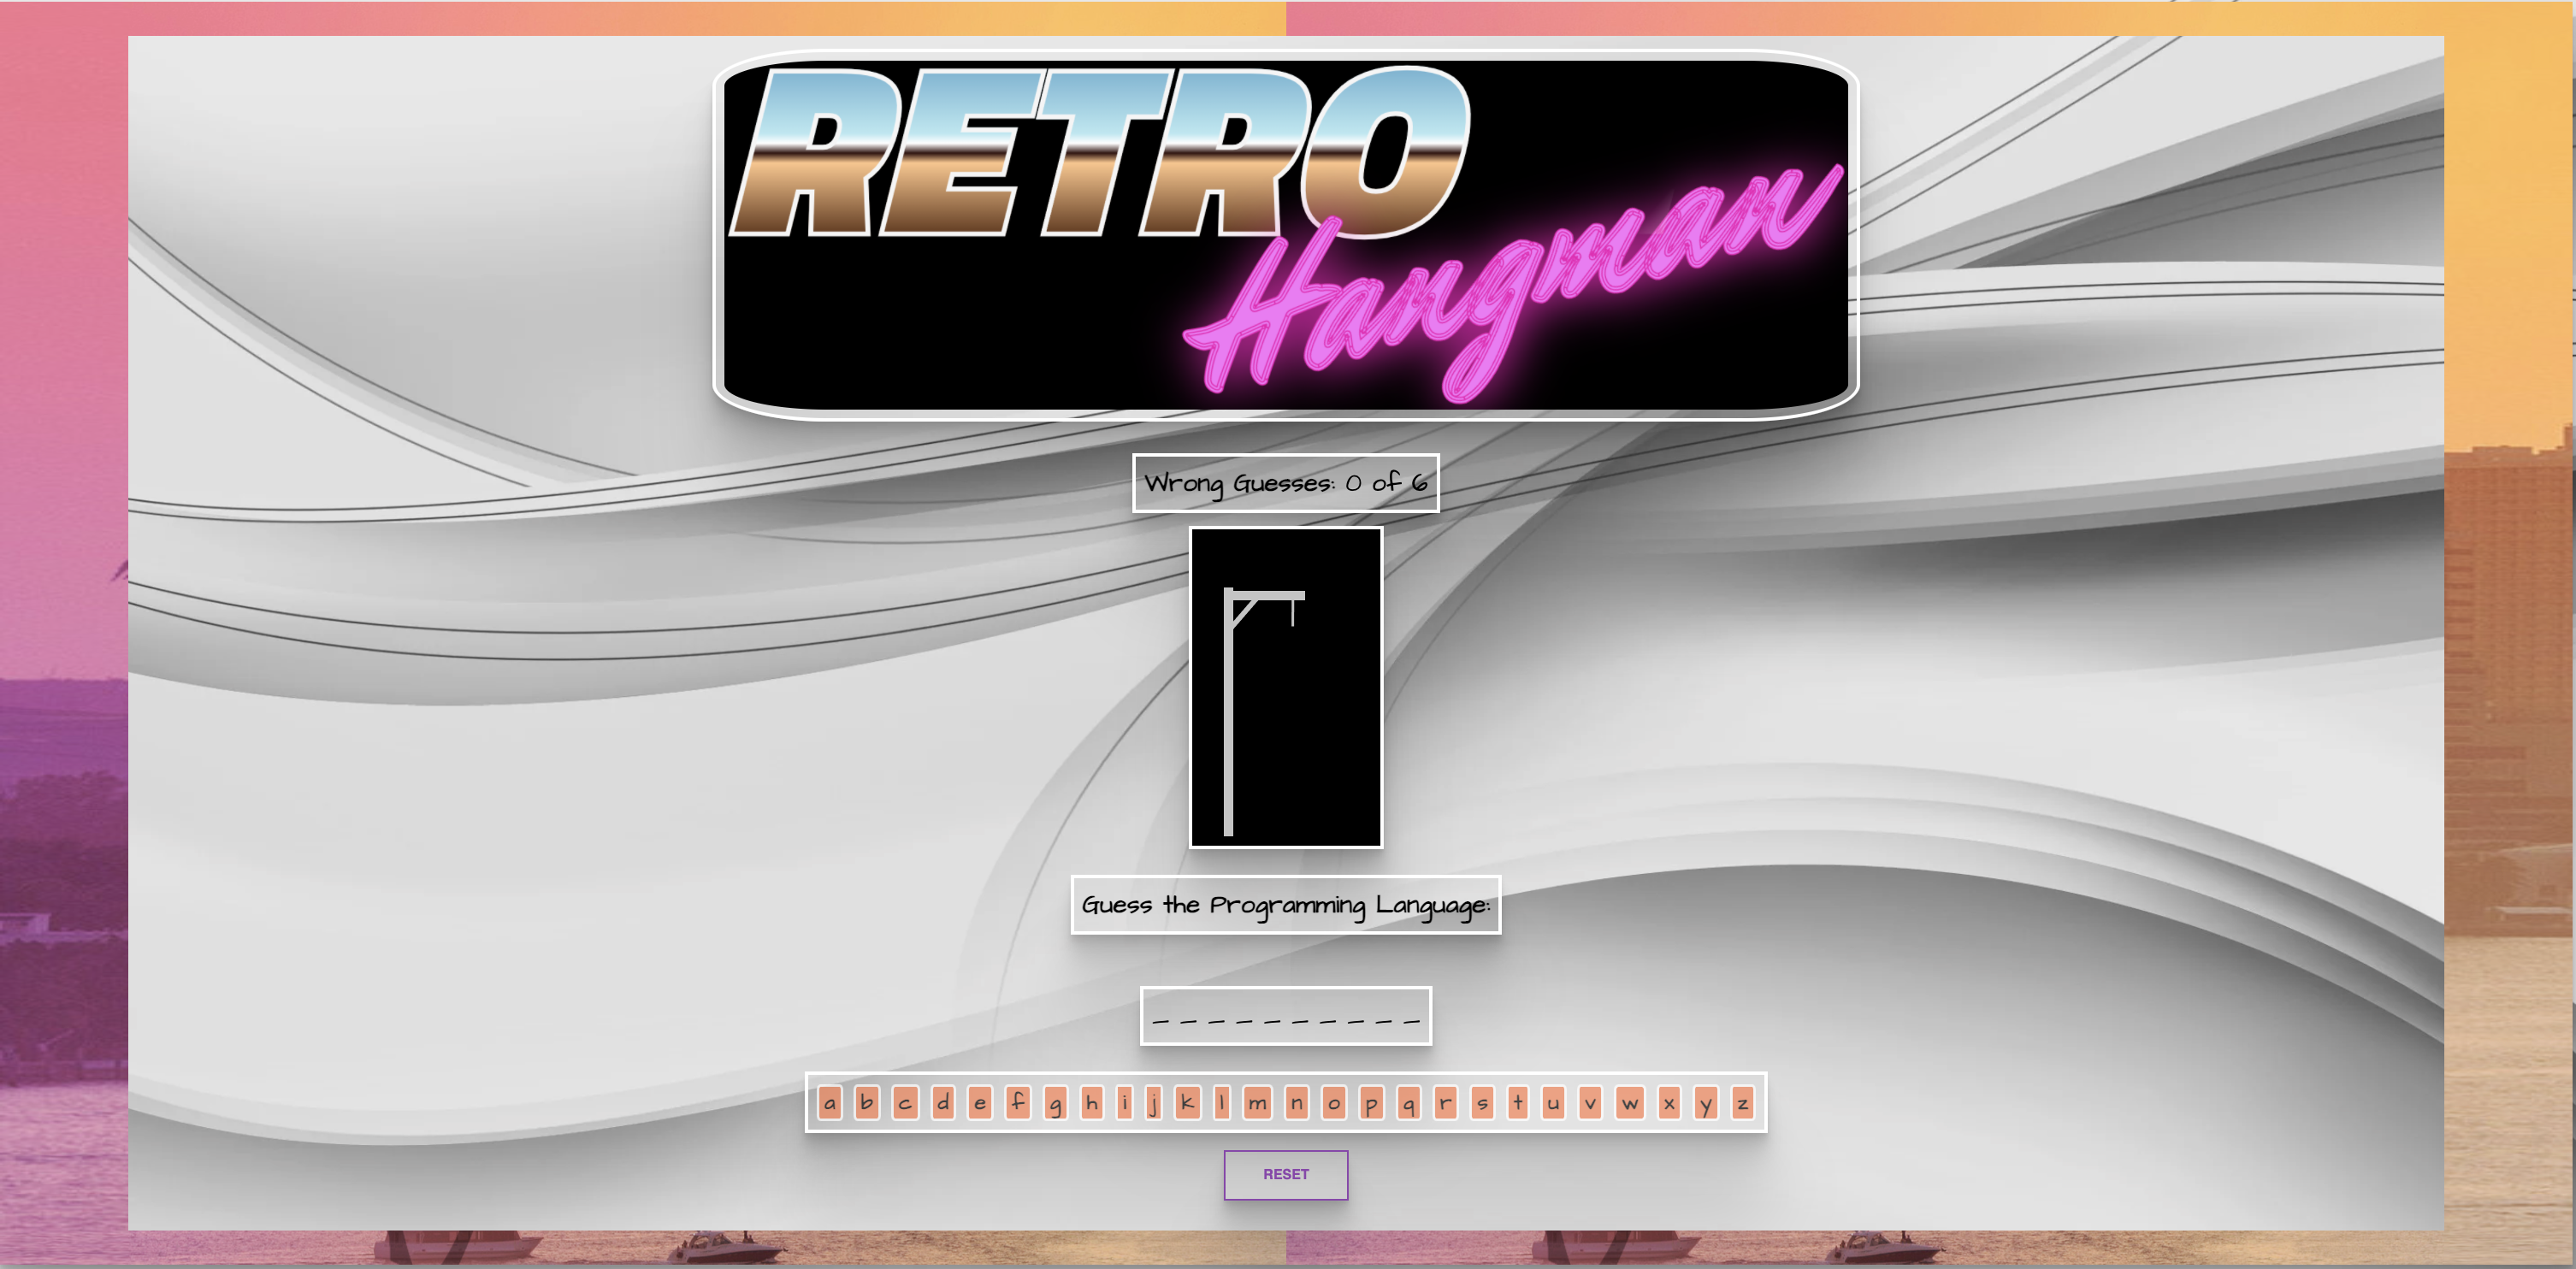 RETRO
Hangman
Wrong Guesses: 0 of 6
Guess the Programming Language:
_ _ _ _ _ _ _ _ _ _
a b c d e f g h i j k l m n o p q r s t u v w x y z
RESET